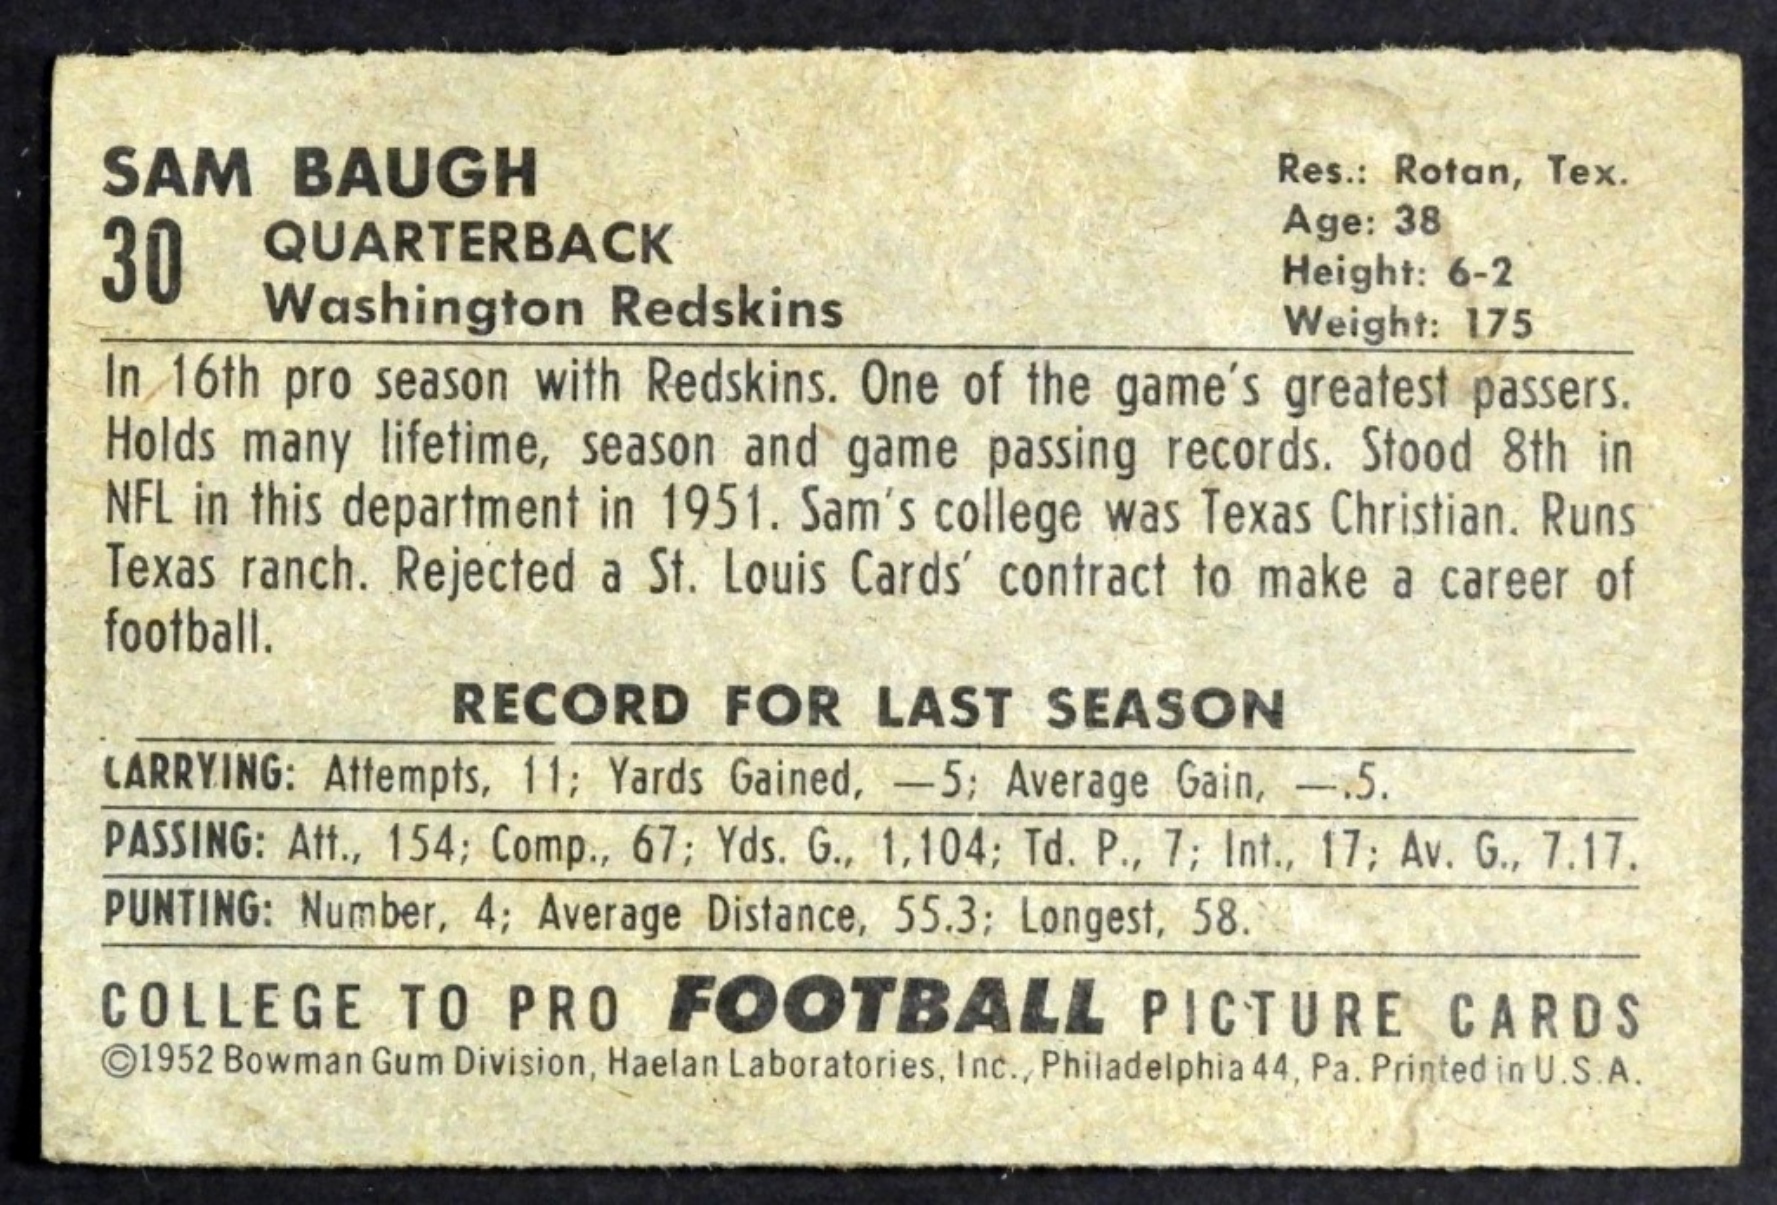 SAM BAUGH
30 QUARTERBACK
Washington Redskins
Res.: Rotan, Tex.
Age: 38
Height: 6-2
Weight: 175
In 16th pro season with Redskins. One of the game's greatest passers.
Holds many lifetime, season and game passing records. Stood 8th in
NFL in this department in 1951. Sam's college was Texas Christian. Runs
Texas ranch. Rejected a St. Louis Cards' contract to make a career of
football.
RECORD FOR LAST SEASON
CARRYING: Attempts, 11; Yards Gained, —5; Average Gain, —.5.
PASSING: Att., 154; Comp., 67; Yds. G., 1,104; Td. P., 7; Int., 17; Av. G., 7.17.
PUNTING: Number, 4; Average Distance, 55.3; Longest, 58.
COLLEGE TO PRO FOOTBALL PICTURE CARDS
©1952 Bowman Gum Division, Haelan Laboratories, Inc., Philadelphia 44, Pa. Printed in U.S.A.